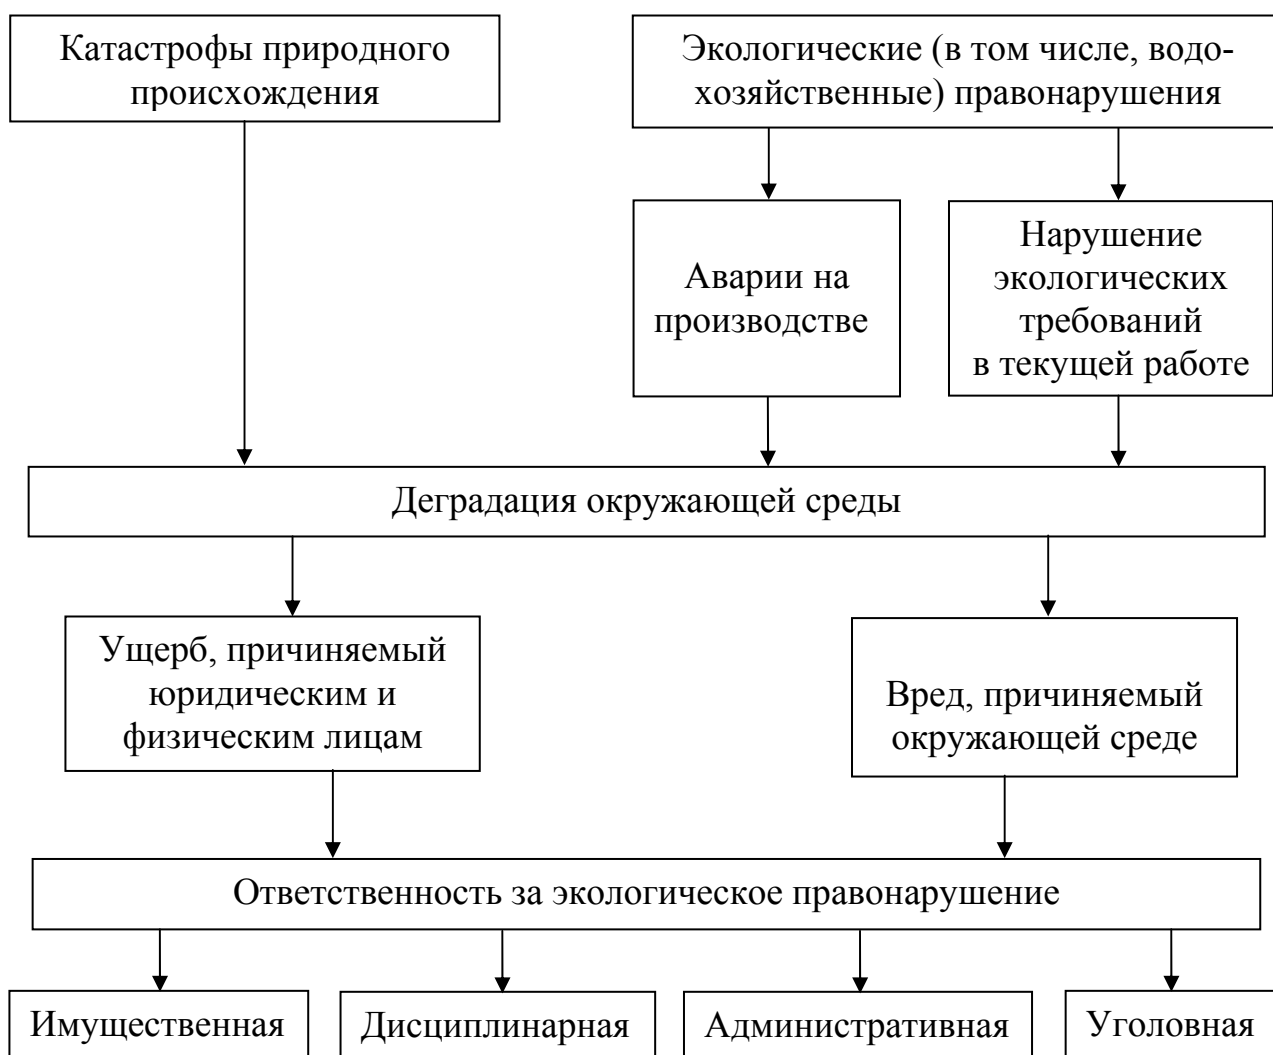 Катастрофы природного
происхождения
Экологические (в том числе, водо-
хозяйственные) правонарушения
Аварии на
производстве
Нарушение
экологических
требований
в текущей работе
Деградация окружающей среды
Ущерб, причиняемый
юридическим и
физическим лицам
Вред, причиняемый
окружающей среде
Ответственность за экологическое правонарушение
Имущественная
Дисциплинарная
Административная
Уголовная